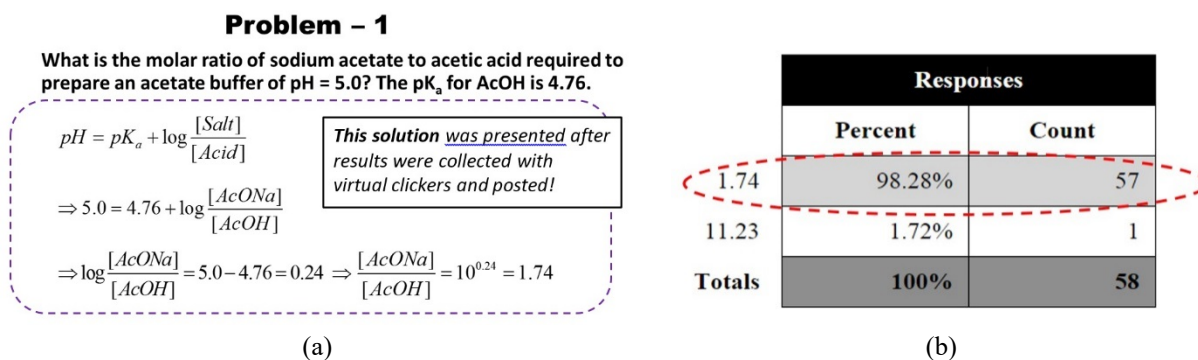 Problem – 1
What is the molar ratio of sodium acetate to acetic acid required to
prepare an acetate buffer of pH = 5.0? The pKₐ for AcOH is 4.76.
pH = pKₐ + log [Salt]/[Acid]
This solution was presented after
results were collected with
virtual clickers and posted!
⇒ 5.0 = 4.76 + log [AcONa]/[AcOH]
⇒ log [AcONa]/[AcOH] = 5.0 – 4.76 = 0.24 ⇒ [AcONa]/[AcOH] = 10^0.24 = 1.74
(a)
Responses
Percent Count
1.74 98.28% 57
11.23 1.72% 1
Totals 100% 58
(b)